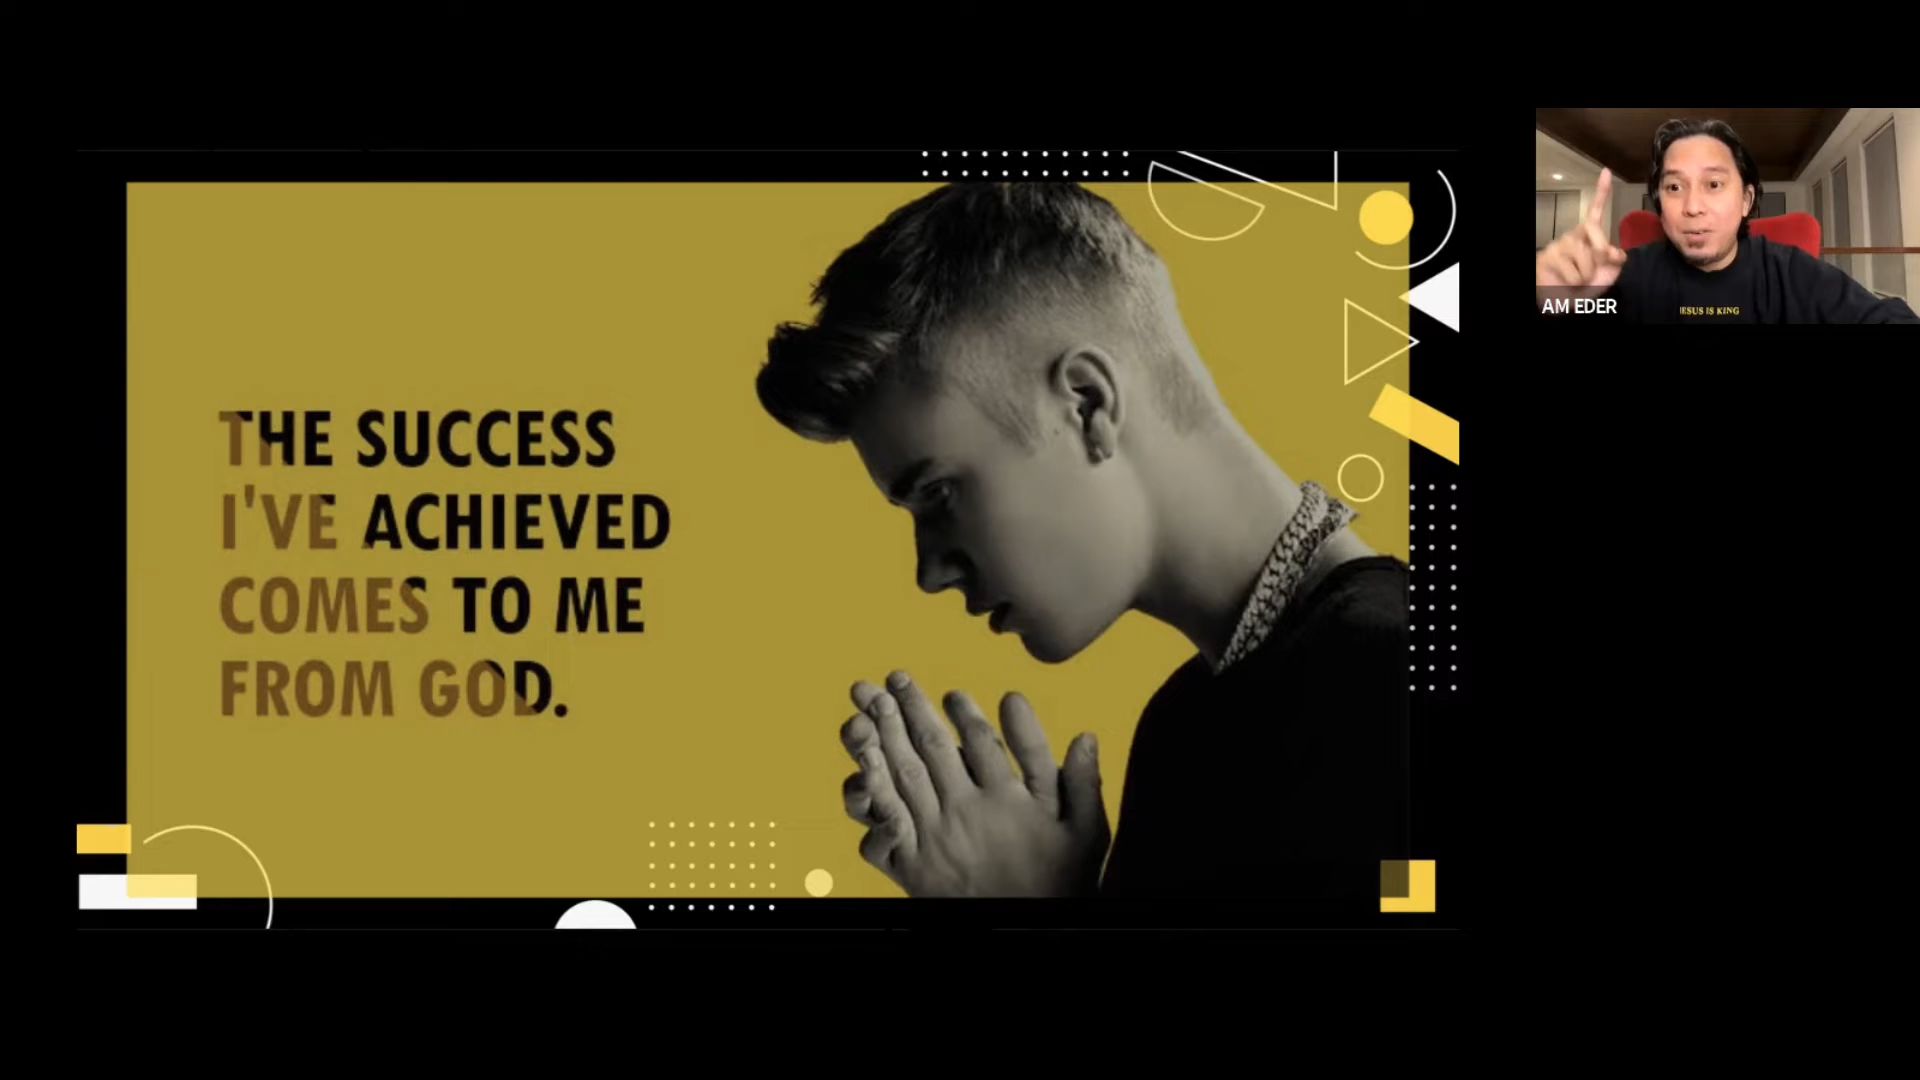 THE SUCCESS
I'VE ACHIEVED
COMES TO ME
FROM GOD.
AM EDER
JESUS IS KING